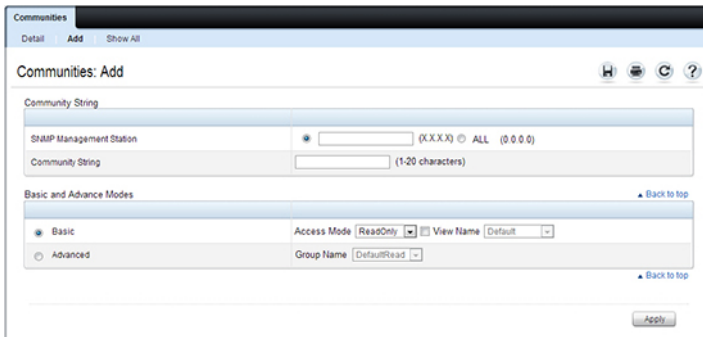 Communities
Detail Add Show All
Communities: Add
?
Community String
SNMP Management Station (X.X.X.X) ALL (0.0.0.0)
Community String (1-20 characters)
Basic and Advance Modes Back to top
Basic Access Mode ReadOnly View Name Default
Advanced Group Name DefaultRead
Back to top
Apply